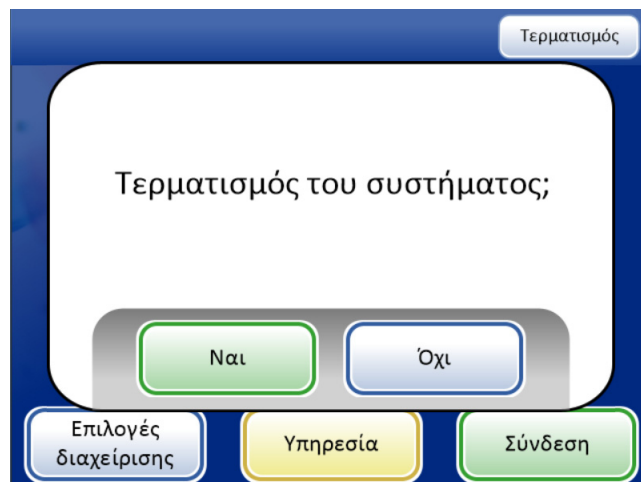 Τερματισμός
Τερματισμός του συστήματος;
Ναι
Όχι
Επιλογές
διαχείρισης
Υπηρεσία
Σύνδεση